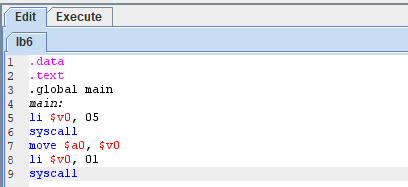 Edit Execute
lb6
1 .data
2 .text
3 .global main
4 main:
5 li $v0, 05
6 syscall
7 move $a0, $v0
8 li $v0, 01
9 syscall